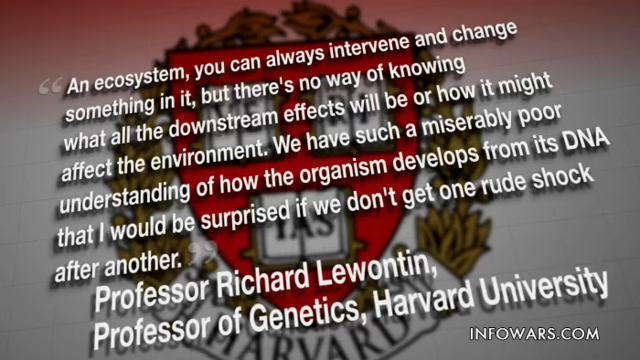 “An ecosystem, you can always intervene and change
something in it, but there's no way of knowing
what all the downstream effects will be or how it might
affect the environment. We have such a miserably poor
understanding of how the organism develops from its DNA
that I would be surprised if we don't get one rude shock
after another.”
Professor Richard Lewontin,
Professor of Genetics, Harvard University
INFOWARS.COM